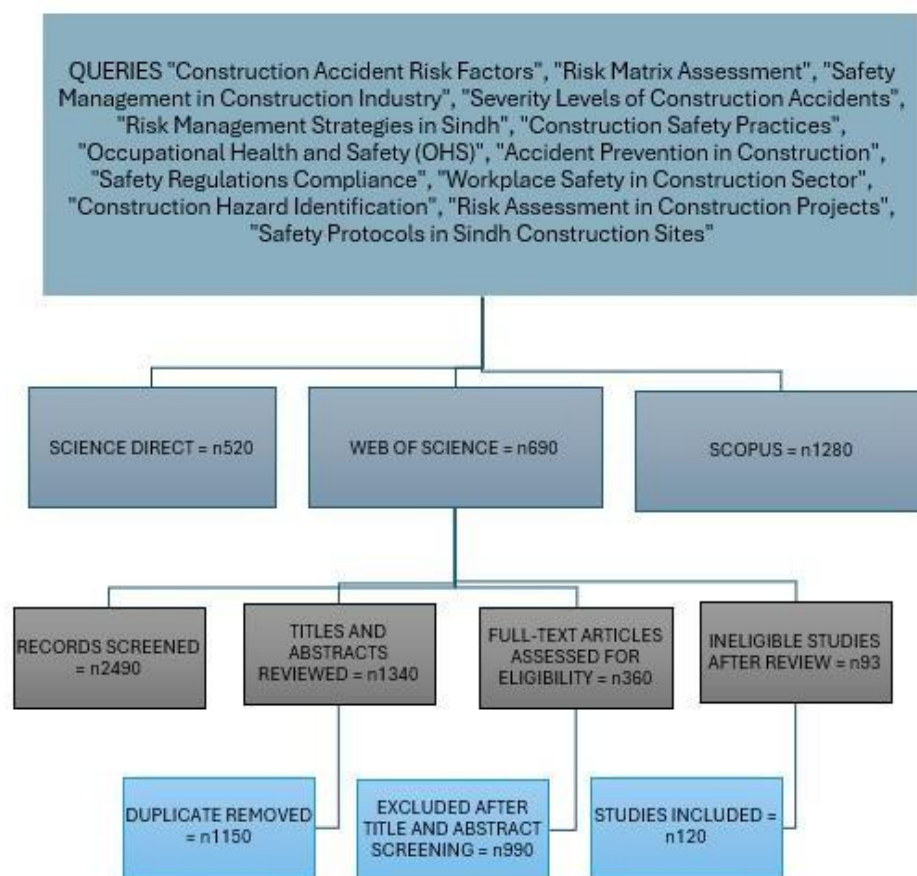 QUERIES "Construction Accident Risk Factors", "Risk Matrix Assessment", "Safety
Management in Construction Industry", "Severity Levels of Construction Accidents",
"Risk Management Strategies in Sindh", "Construction Safety Practices",
"Occupational Health and Safety (OHS)", "Accident Prevention in Construction",
"Safety Regulations Compliance", "Workplace Safety in Construction Sector",
"Construction Hazard Identification", "Risk Assessment in Construction Projects",
"Safety Protocols in Sindh Construction Sites"
SCIENCE DIRECT = n520
WEB OF SCIENCE = n690
SCOPUS = n1280
RECORDS SCREENED
= n2490
TITLES AND
ABSTRACTS
REVIEWED = n1340
FULL-TEXT ARTICLES
ASSESSED FOR
ELIGIBILITY = n360
INELIGIBLE STUDIES
AFTER REVIEW = n93
DUPLICATE REMOVED
= n1150
EXCLUDED AFTER
TITLE AND ABSTRACT
SCREENING = n990
STUDIES INCLUDED =
n120